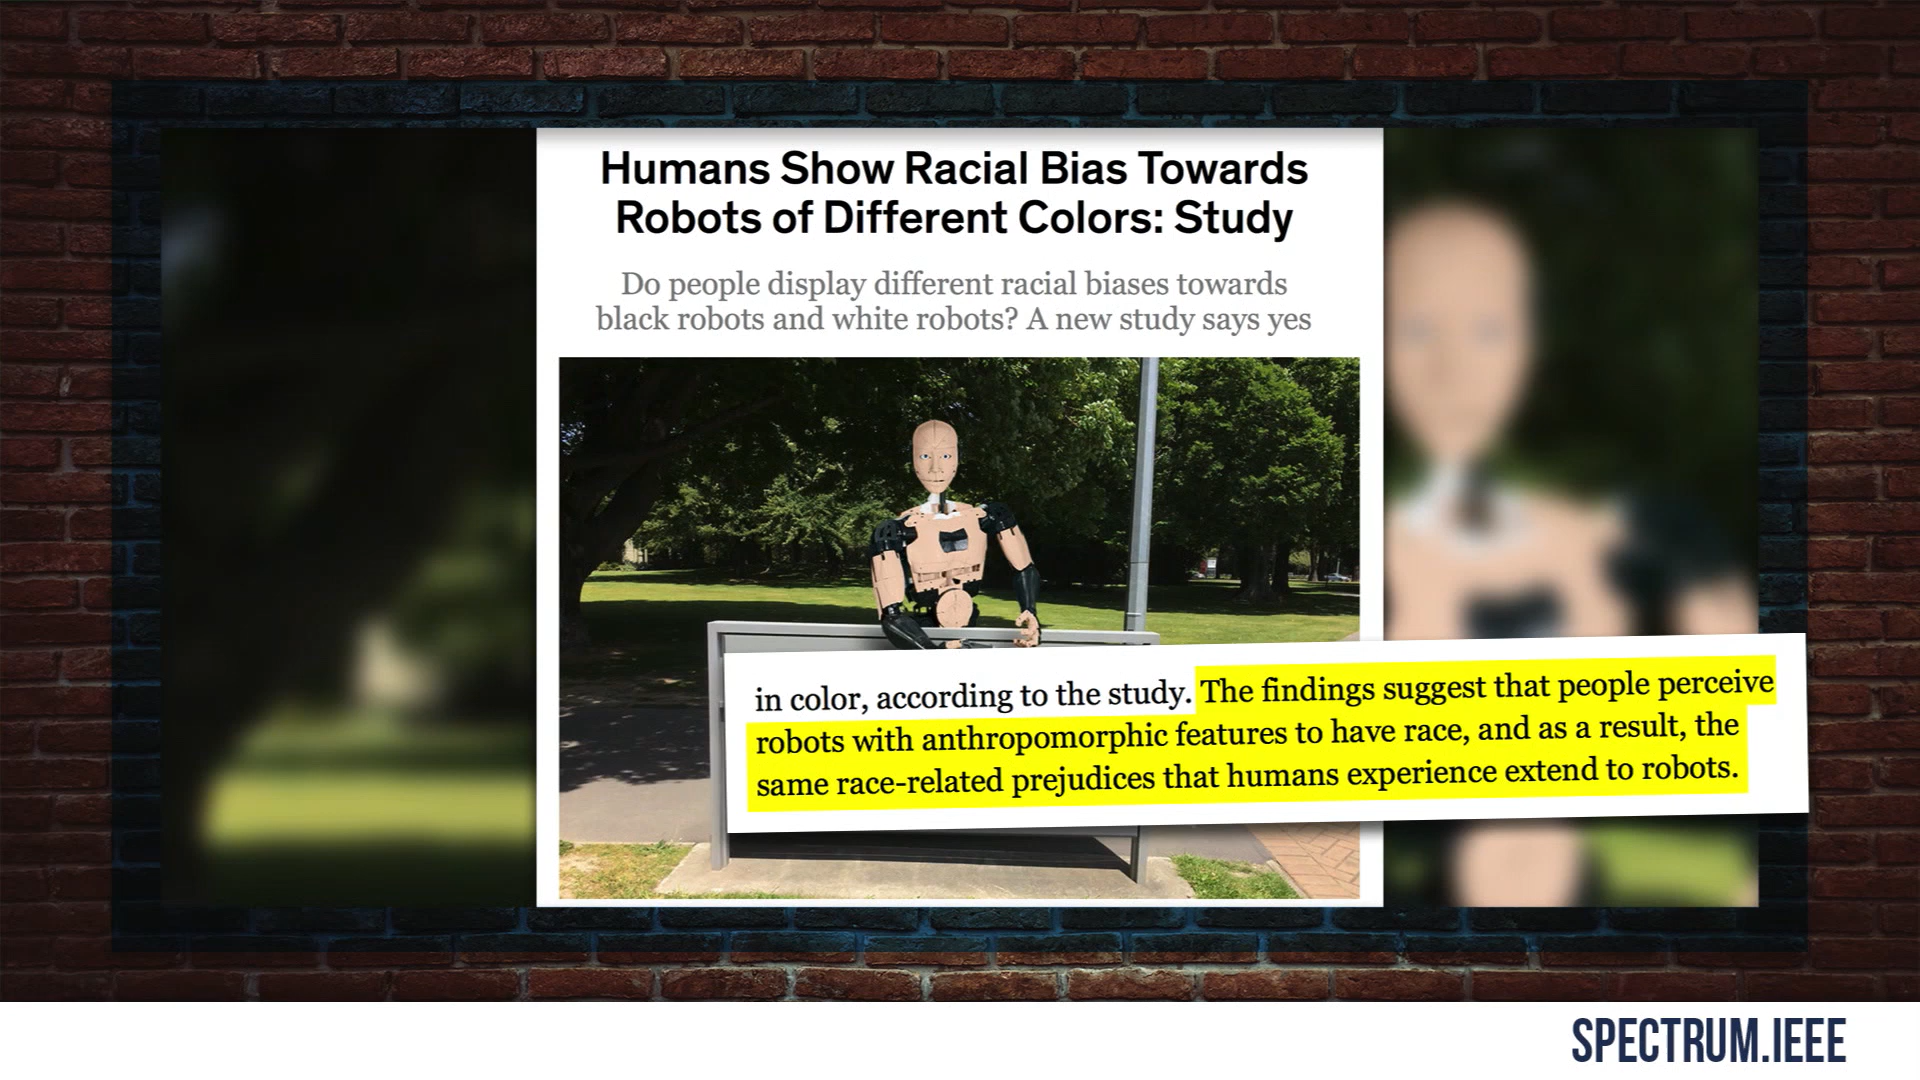 Humans Show Racial Bias Towards
Robots of Different Colors: Study
Do people display different racial biases towards
black robots and white robots? A new study says yes
in color, according to the study. The findings suggest that people perceive
robots with anthropomorphic features to have race, and as a result, the
same race-related prejudices that humans experience extend to robots.
SPECTRUM.IEEE